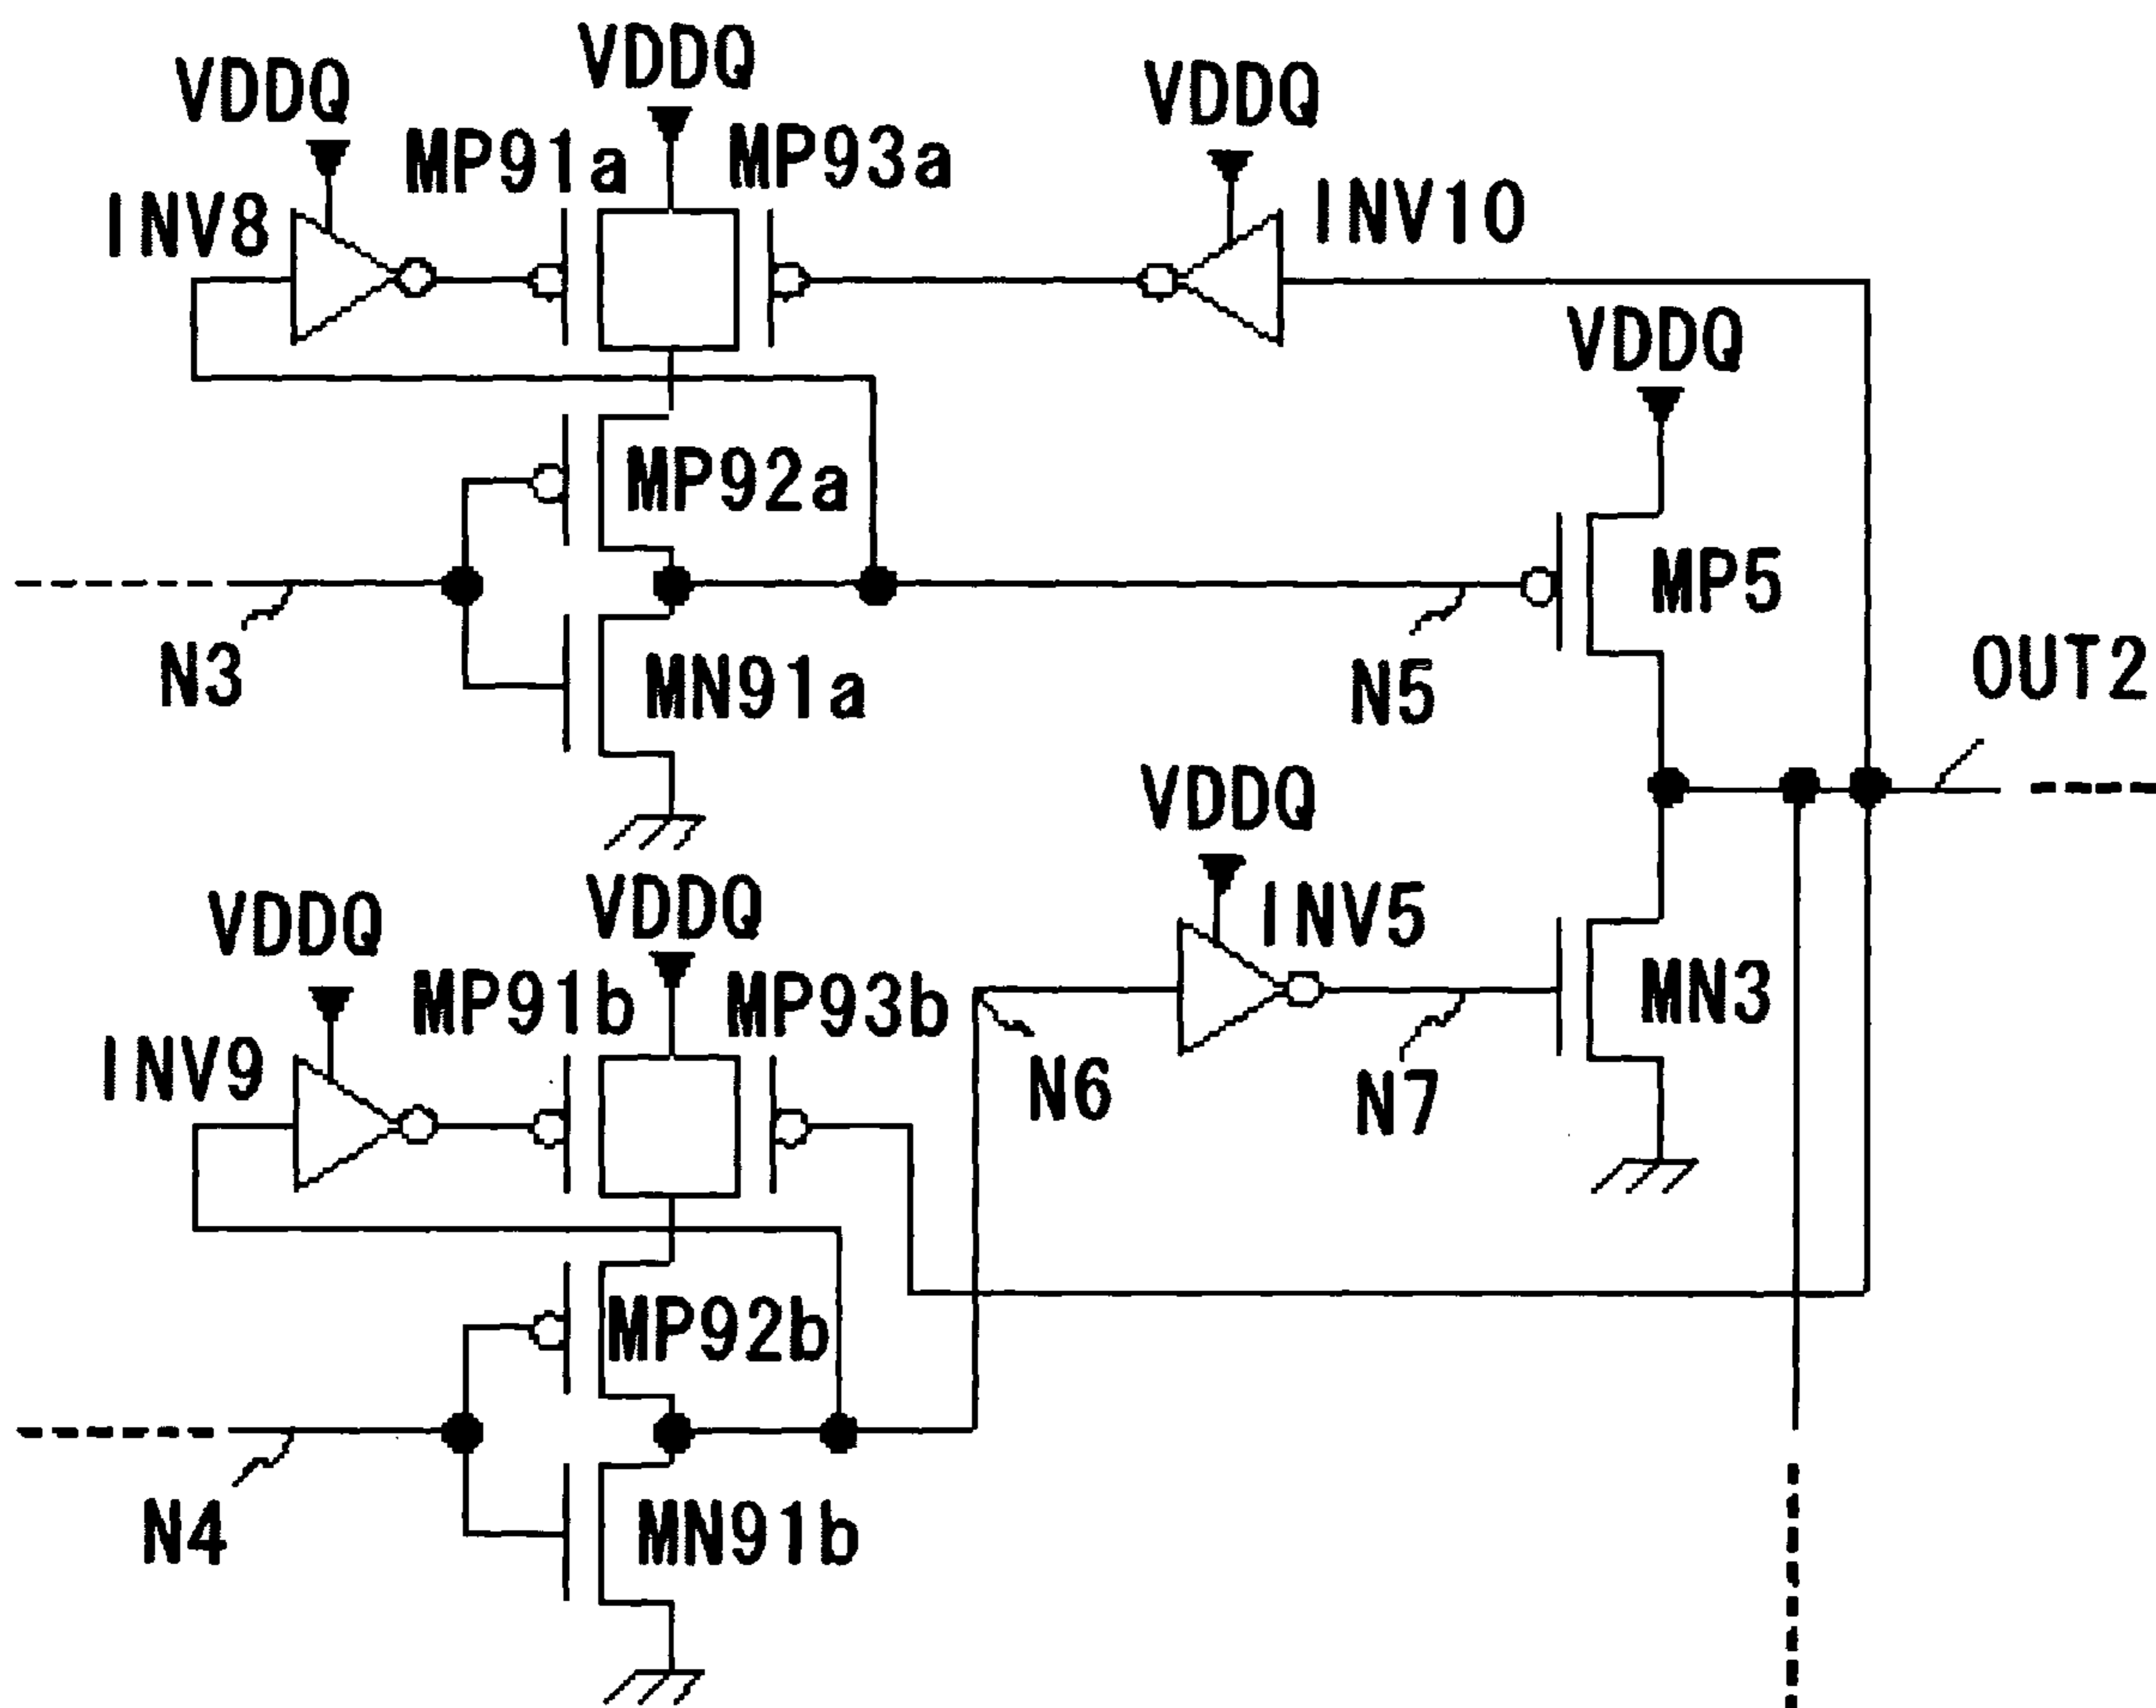 VDDQ
VDDQ
VDDQ
MP91a
MP93a
INV8
INV10
VDDQ
MP92a
MP5
N3
MN91a
N5
OUT2
VDDQ
VDDQ
VDDQ
INV5
MP91b
MP93b
MN3
INV9
N6
N7
MP92b
N4
MN91b